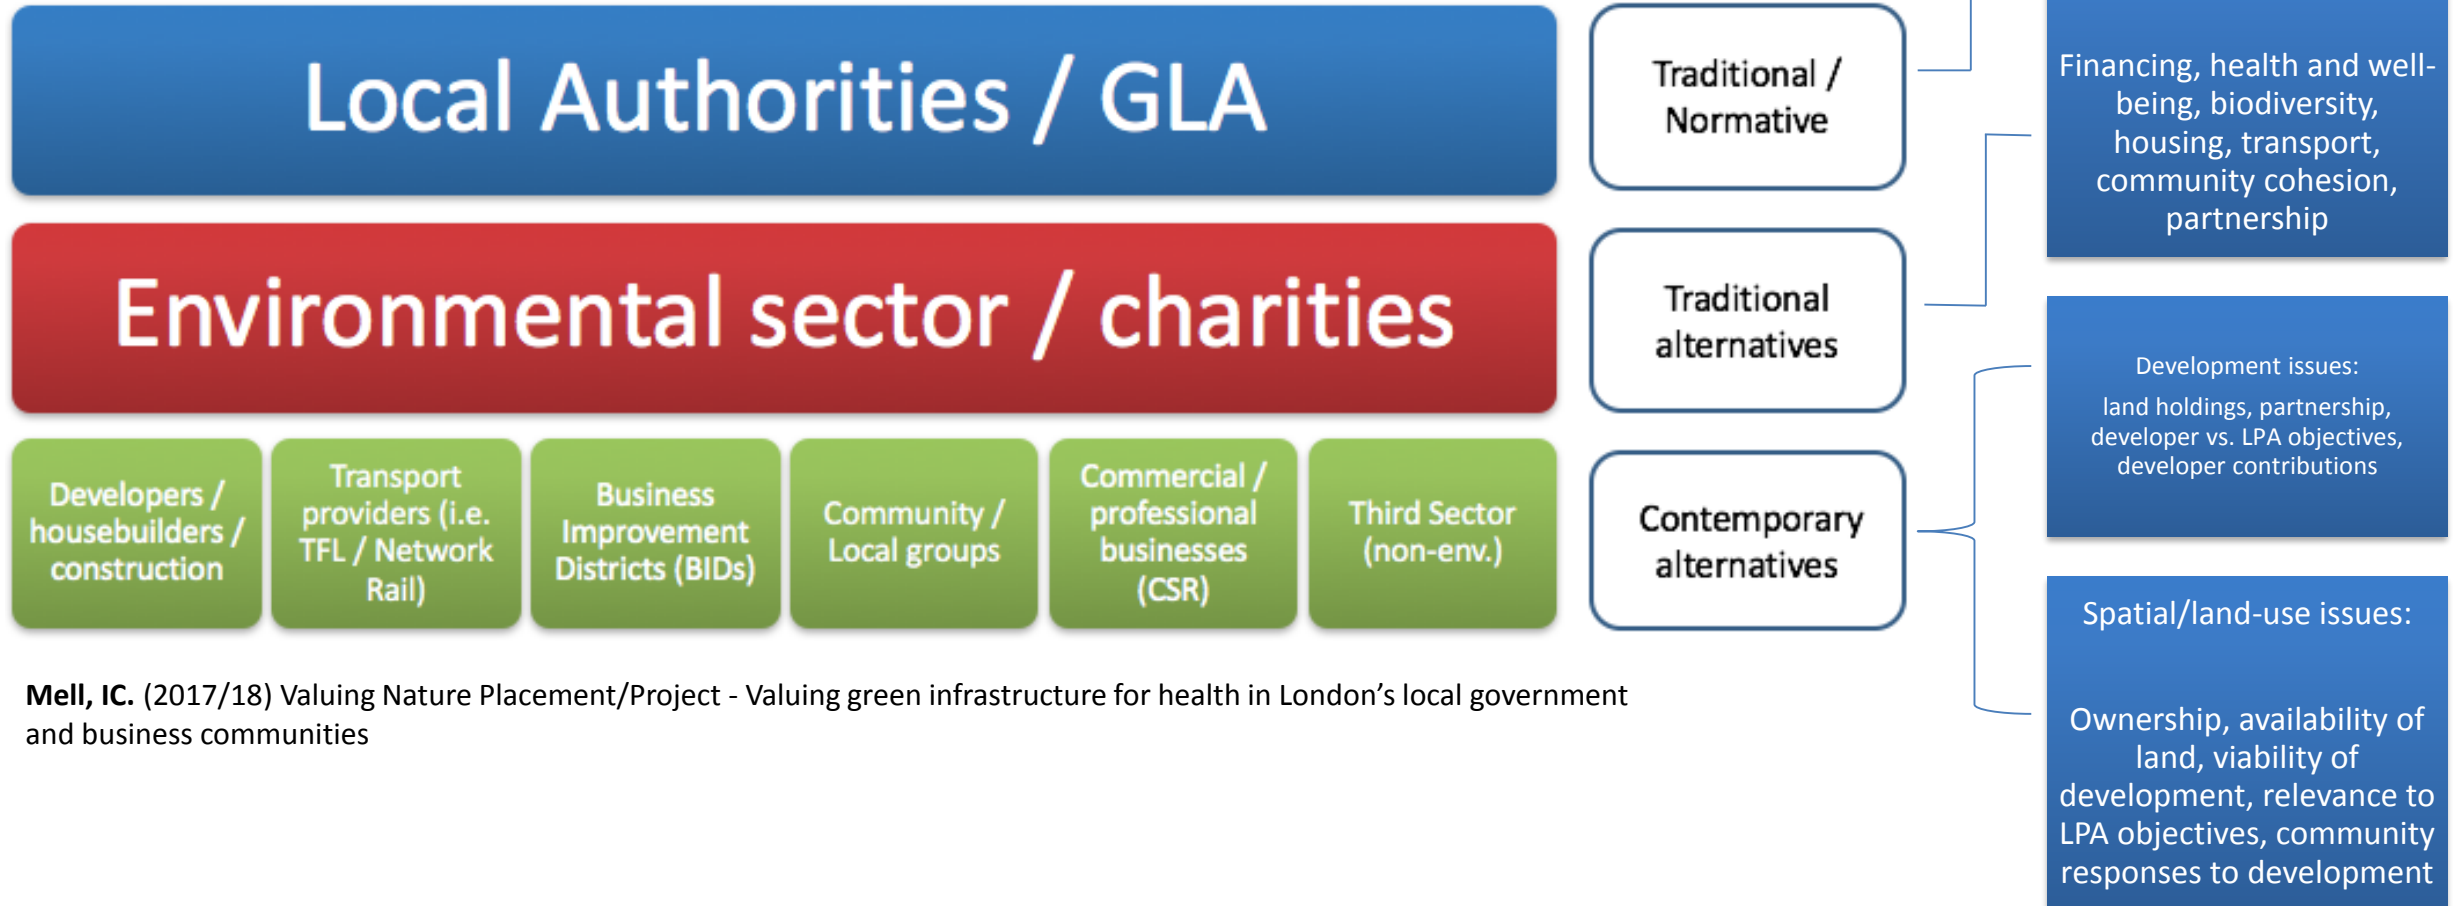 Local Authorities / GLA
Traditional /
Normative
Financing, health and well-
being, biodiversity,
housing, transport,
community cohesion,
partnership
Environmental sector / charities
Traditional
alternatives
Developers /
housebuilders /
construction
Transport
providers (i.e.
TFL / Network
Rail)
Business
Improvement
Districts (BIDs)
Community /
Local groups
Commercial /
professional
businesses
(CSR)
Third Sector
(non-env.)
Contemporary
alternatives
Development issues:
land holdings, partnership,
developer vs. LPA objectives,
developer contributions
Spatial/land-use issues:
Ownership, availability of
land, viability of
development, relevance to
LPA objectives, community
responses to development
Mell, IC. (2017/18) Valuing Nature Placement/Project - Valuing green infrastructure for health in London’s local government
and business communities